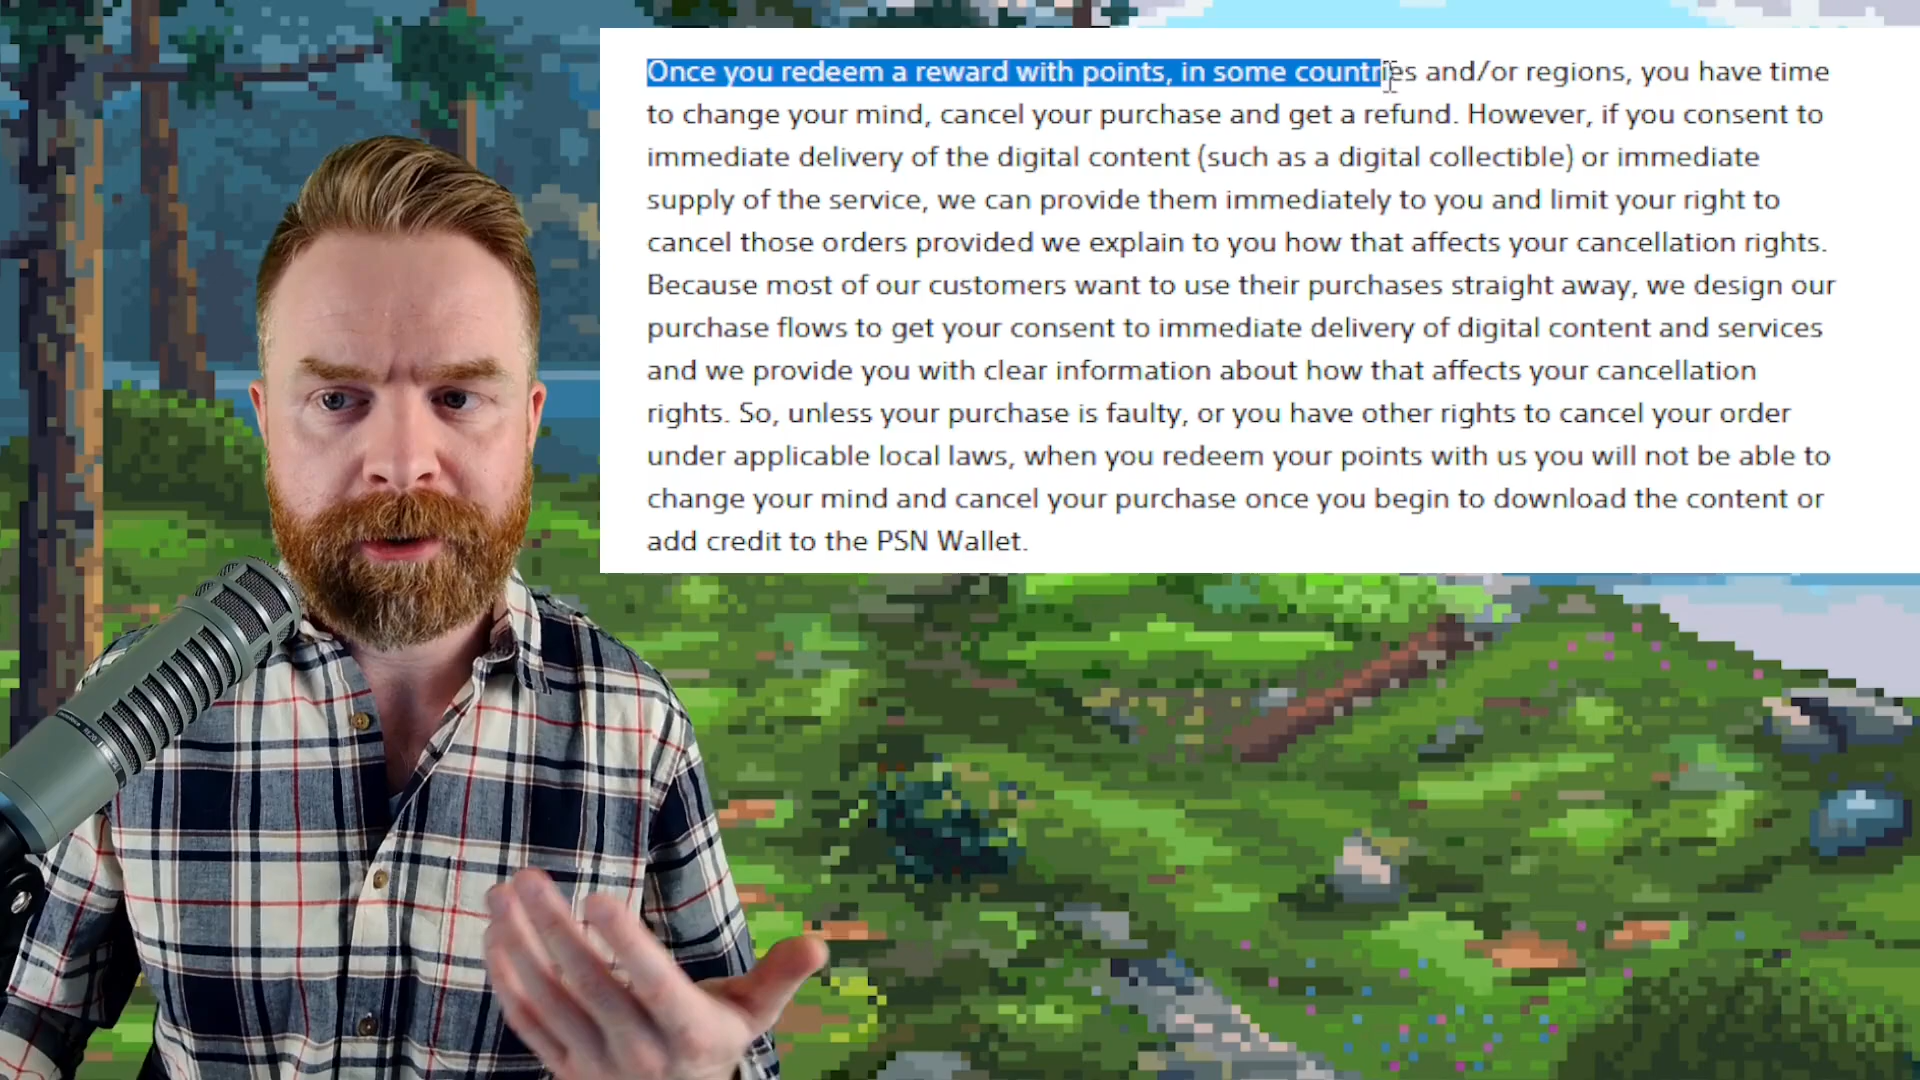 Once you redeem a reward with points, in some countries and/or regions, you have time
to change your mind, cancel your purchase and get a refund. However, if you consent to
immediate delivery of the digital content (such as a digital collectible) or immediate
supply of the service, we can provide them immediately to you and limit your right to
cancel those orders provided we explain to you how that affects your cancellation rights.
Because most of our customers want to use their purchases straight away, we design our
purchase flows to get your consent to immediate delivery of digital content and services
and we provide you with clear information about how that affects your cancellation
rights. So, unless your purchase is faulty, or you have other rights to cancel your order
under applicable local laws, when you redeem your points with us you will not be able to
change your mind and cancel your purchase once you begin to download the content or
add credit to the PSN Wallet.